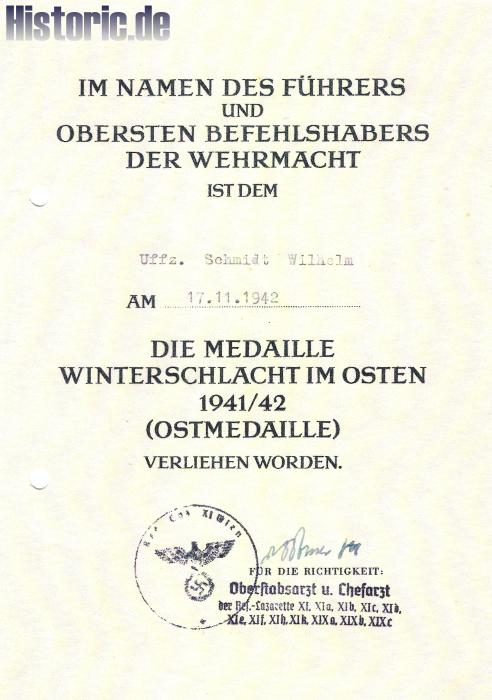 Historic.de
IM NAMEN DES FÜHRERS
UND
OBERSTEN BEFEHLSHABERS
DER WEHRMACHT
IST DEM
Uffz. Schmidt Wilhelm
AM 17.11.1942
DIE MEDAILLE
WINTERSCHLACHT IM OSTEN
1941/42
(OSTMEDAILLE)
VERLIEHEN WORDEN.
XI Wien
FÜR DIE RICHTIGKEIT:
Oberstabsarzt u. Chefarzt
der Res.-Lazarette XI, XIa, XIb, XIc, XId,
XIe, XIf, XIh, XIk, XIXa, XIXb, XIXc